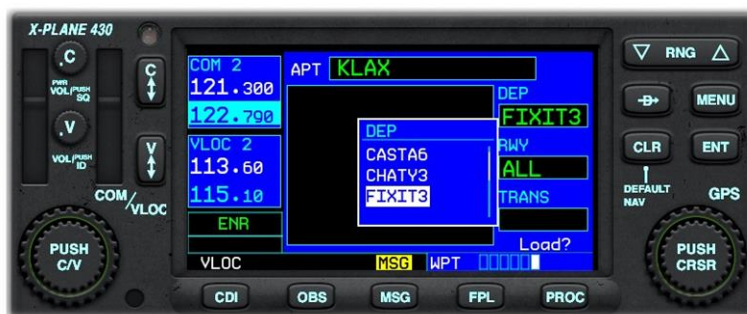 X-PLANE 430
.C
PWR
VOL/PUSH
SQ
.V
VOL/PUSH
ID
C
V
COM/VLOC
PUSH
C/V
COM 2
121.300
122.790
VLOC 2
113.60
115.10
ENR
VLOC
APT KLAX
DEP
FIXIT3
RWY
ALL
TRANS
Load?
DEP
CASTA6
CHATY3
FIXIT3
MSG WPT
RNG
D
MENU
CLR
ENT
DEFAULT
NAV
GPS
PUSH
CRSR
CDI
OBS
MSG
FPL
PROC